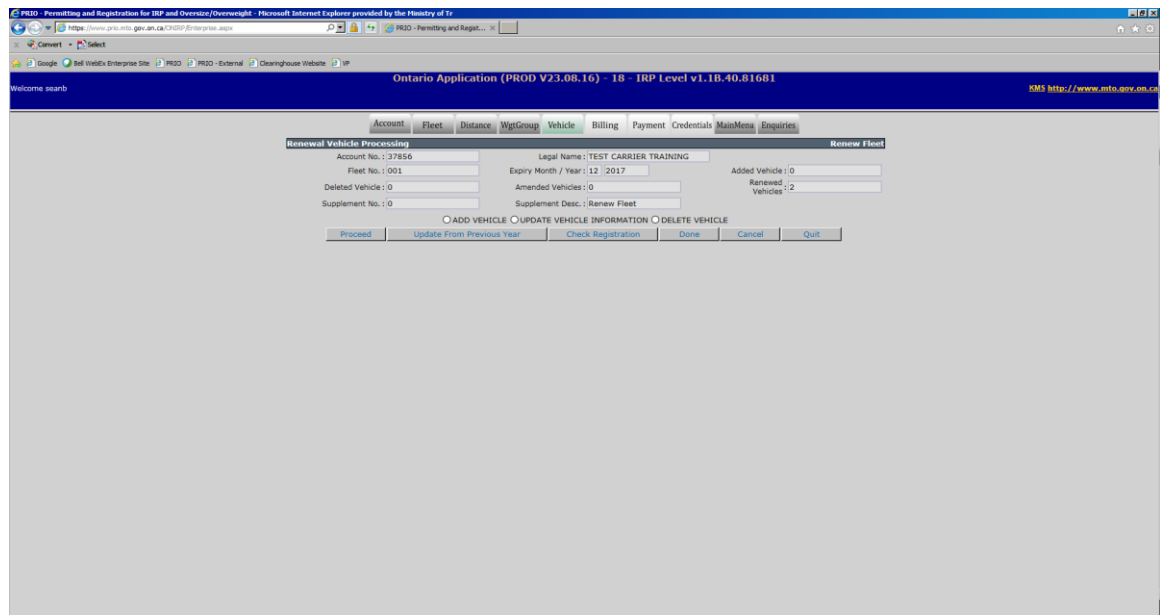 PRIO - Permitting and Registration for IRP and Oversize/Overweight - Microsoft Internet Explorer provided by the Ministry of Tr
https://www.prio.mto.gov.on.ca/ONIRP/Enterprise.aspx PRIO - Permitting and Regist...
Convert Select
Google Bell WebEx Enterprise Site PRIO PRIO - External Clearinghouse Website VP
Ontario Application (PROD V23.08.16) - 18 - IRP Level v1.1B.40.81681
Welcome seanb KMS http://www.mto.gov.on.ca
Account Fleet Distance WgtGroup Vehicle Billing Payment Credentials MainMenu Enquiries
Renewal Vehicle Processing Renew Fleet
Account No. : 37856 Legal Name : TEST CARRIER TRAINING
Fleet No. : 001 Expiry Month / Year : 12 2017 Added Vehicle : 0
Deleted Vehicle : 0 Amended Vehicles : 0 Renewed Vehicles : 2
Supplement No. : 0 Supplement Desc. : Renew Fleet
ADD VEHICLE UPDATE VEHICLE INFORMATION DELETE VEHICLE
Proceed Update From Previous Year Check Registration Done Cancel Quit